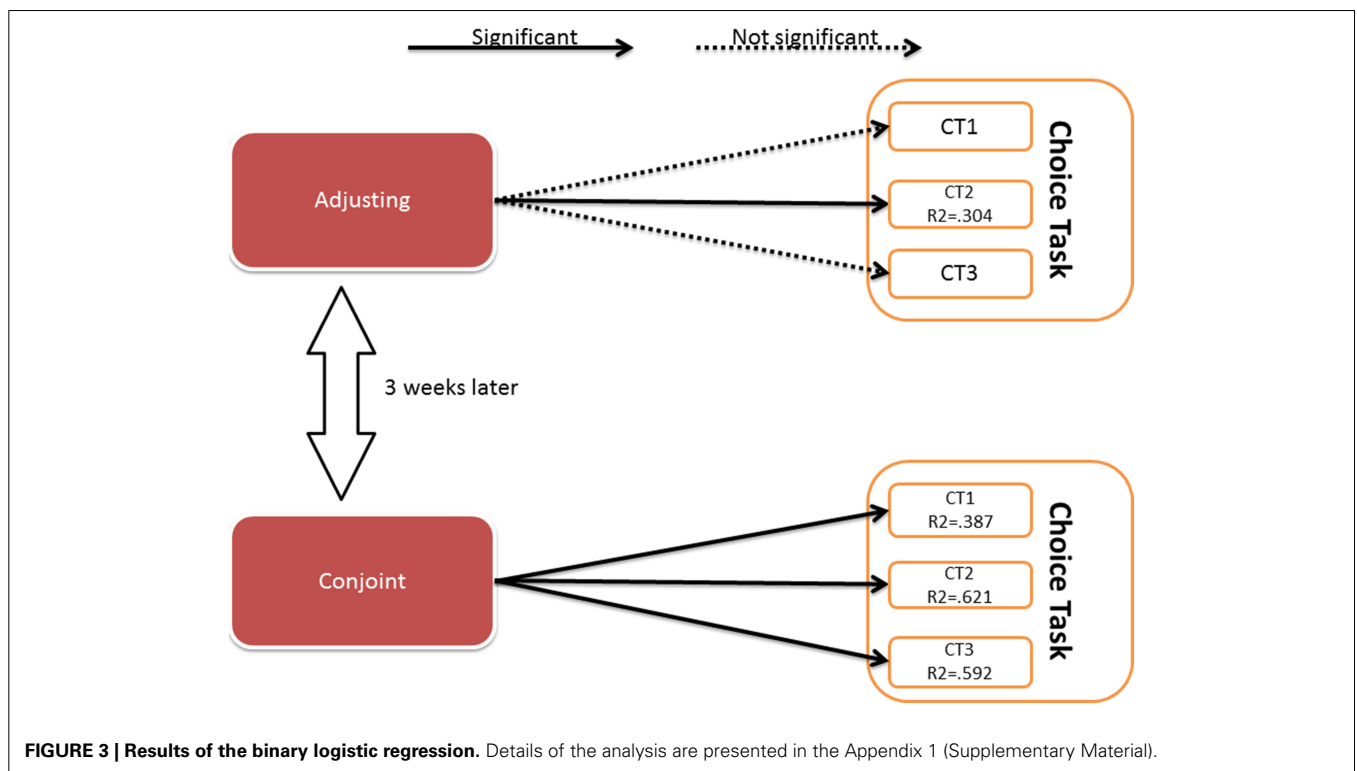 Significant
Not significant
Adjusting
CT1
CT2
R2=.304
CT3
Choice Task
3 weeks later
Conjoint
CT1
R2=.387
CT2
R2=.621
CT3
R2=.592
Choice Task
FIGURE 3 | Results of the binary logistic regression. Details of the analysis are presented in the Appendix 1 (Supplementary Material).